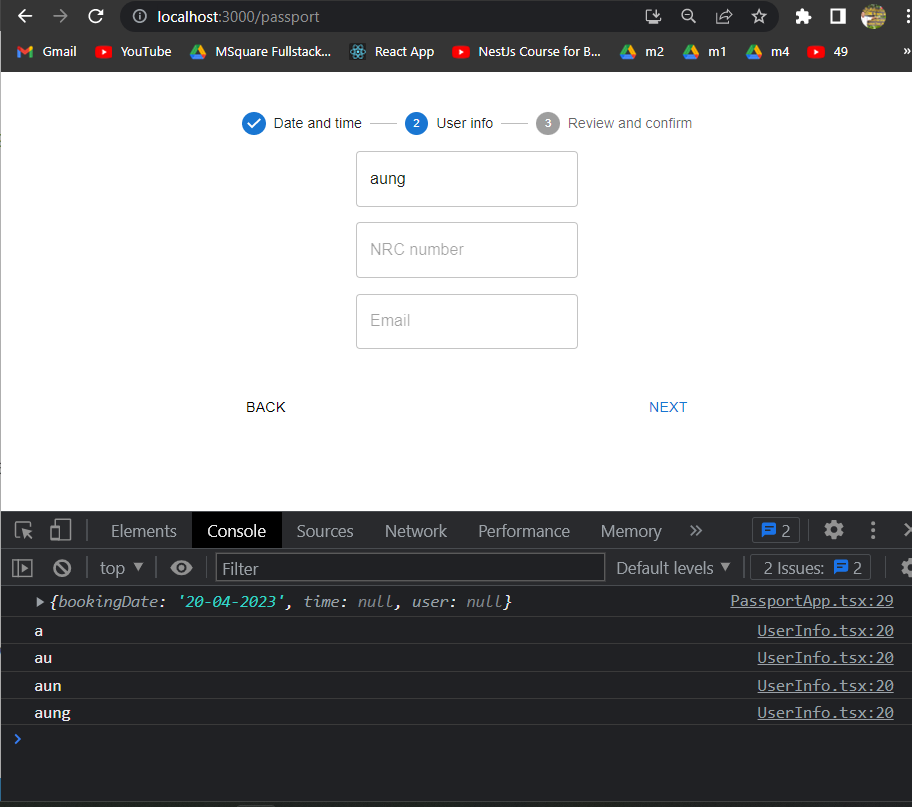 localhost:3000/passport
Gmail YouTube MSquare Fullstack... React App NestJs Course for B... m2 m1 m4 49 »
Date and time 2 User info 3 Review and confirm
aung
NRC number
Email
BACK NEXT
Elements Console Sources Network Performance Memory » 2
top ▼ Filter Default levels ▼ 2 Issues: 2
▶ {bookingDate: '20-04-2023', time: null, user: null} PassportApp.tsx:29
a UserInfo.tsx:20
au UserInfo.tsx:20
aun UserInfo.tsx:20
aung UserInfo.tsx:20